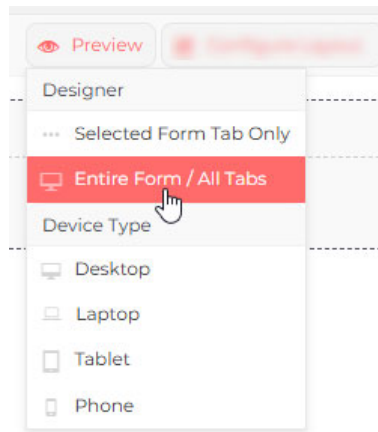 Preview
Designer
Selected Form Tab Only
Entire Form / All Tabs
Device Type
Desktop
Laptop
Tablet
Phone